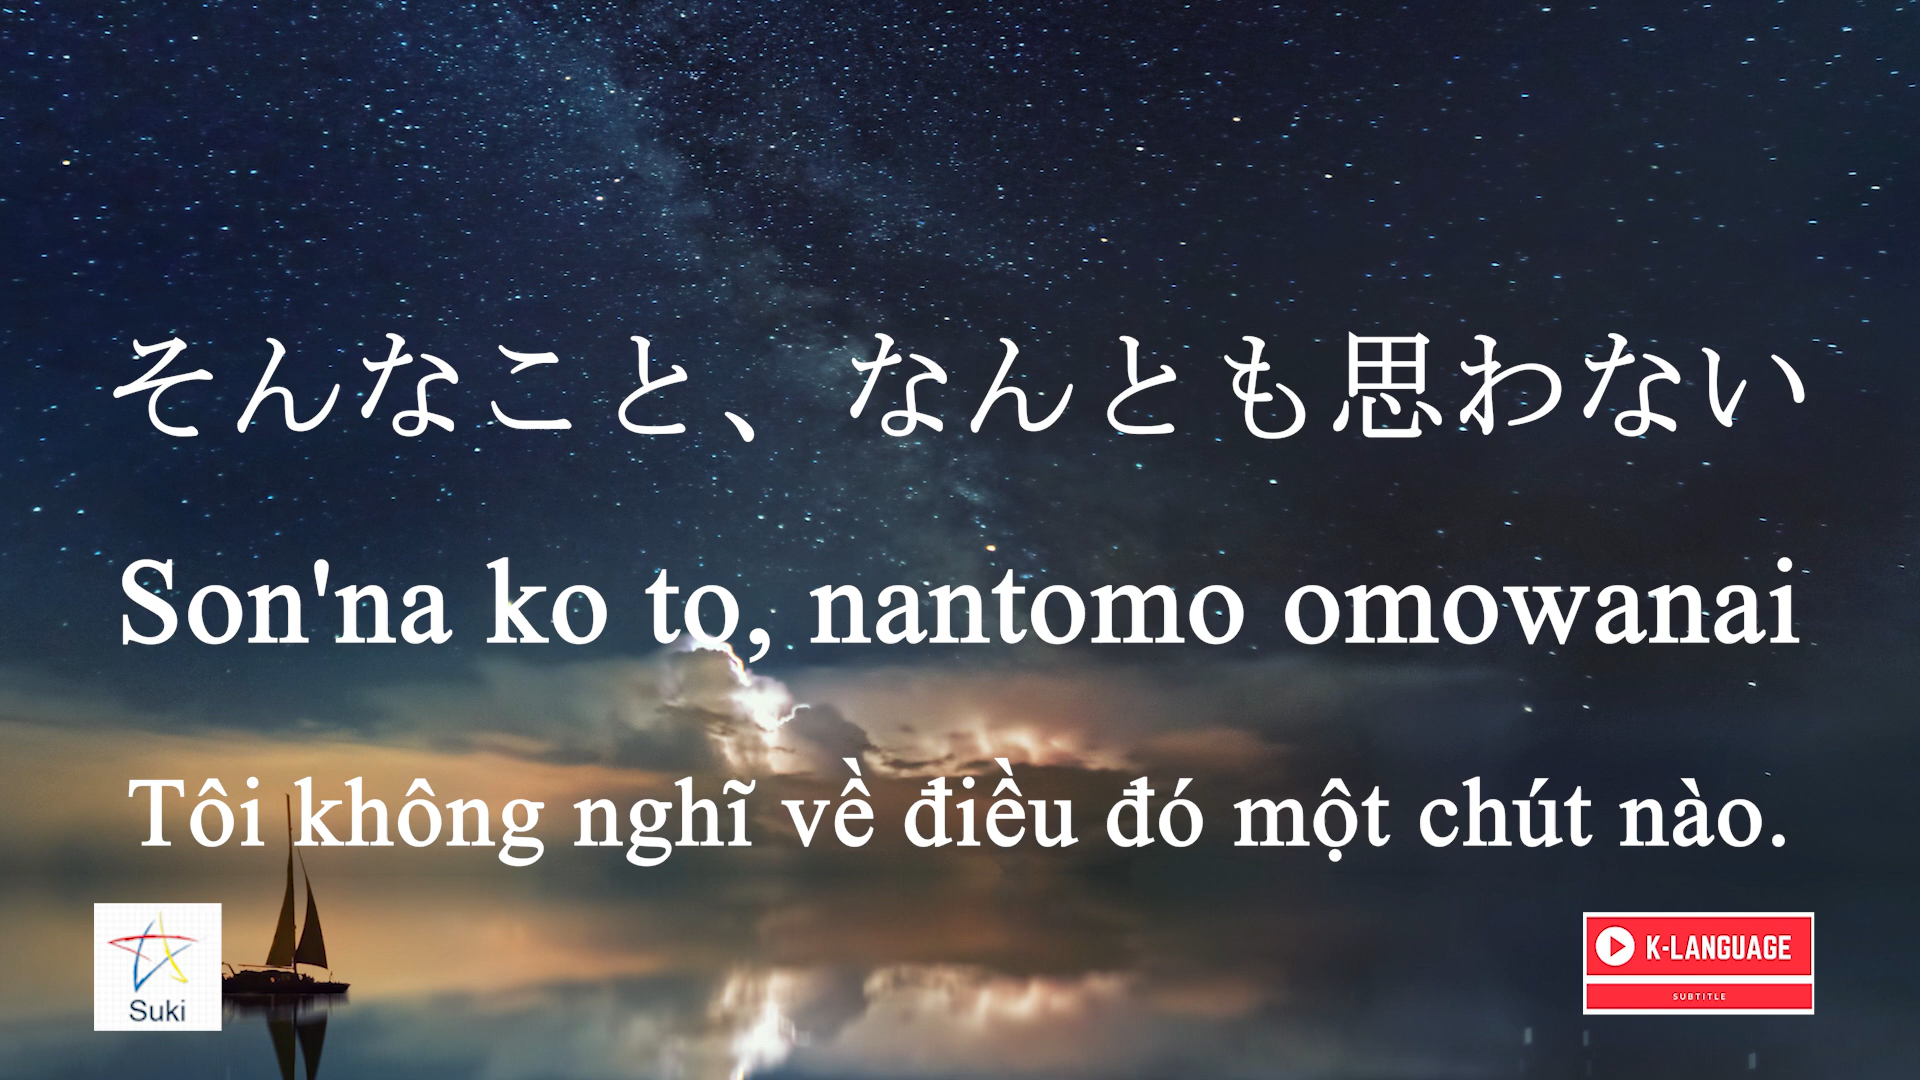 そんなこと、なんとも思わない
Son'na ko to, nantomo omowanai
Tôi không nghĩ về điều đó một chút nào.
Suki
K-LANGUAGE
SUBTITLE